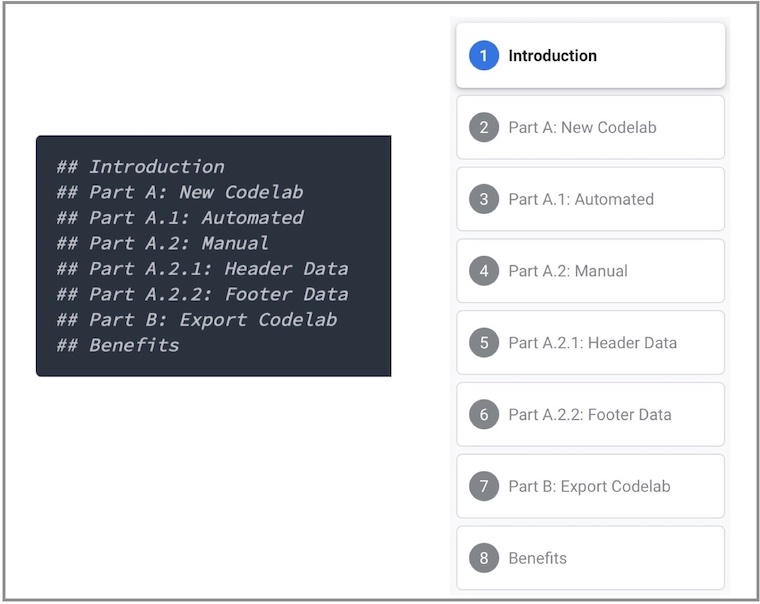 ## Introduction
## Part A: New Codelab
## Part A.1: Automated
## Part A.2: Manual
## Part A.2.1: Header Data
## Part A.2.2: Footer Data
## Part B: Export Codelab
## Benefits
1 Introduction
2 Part A: New Codelab
3 Part A.1: Automated
4 Part A.2: Manual
5 Part A.2.1: Header Data
6 Part A.2.2: Footer Data
7 Part B: Export Codelab
8 Benefits